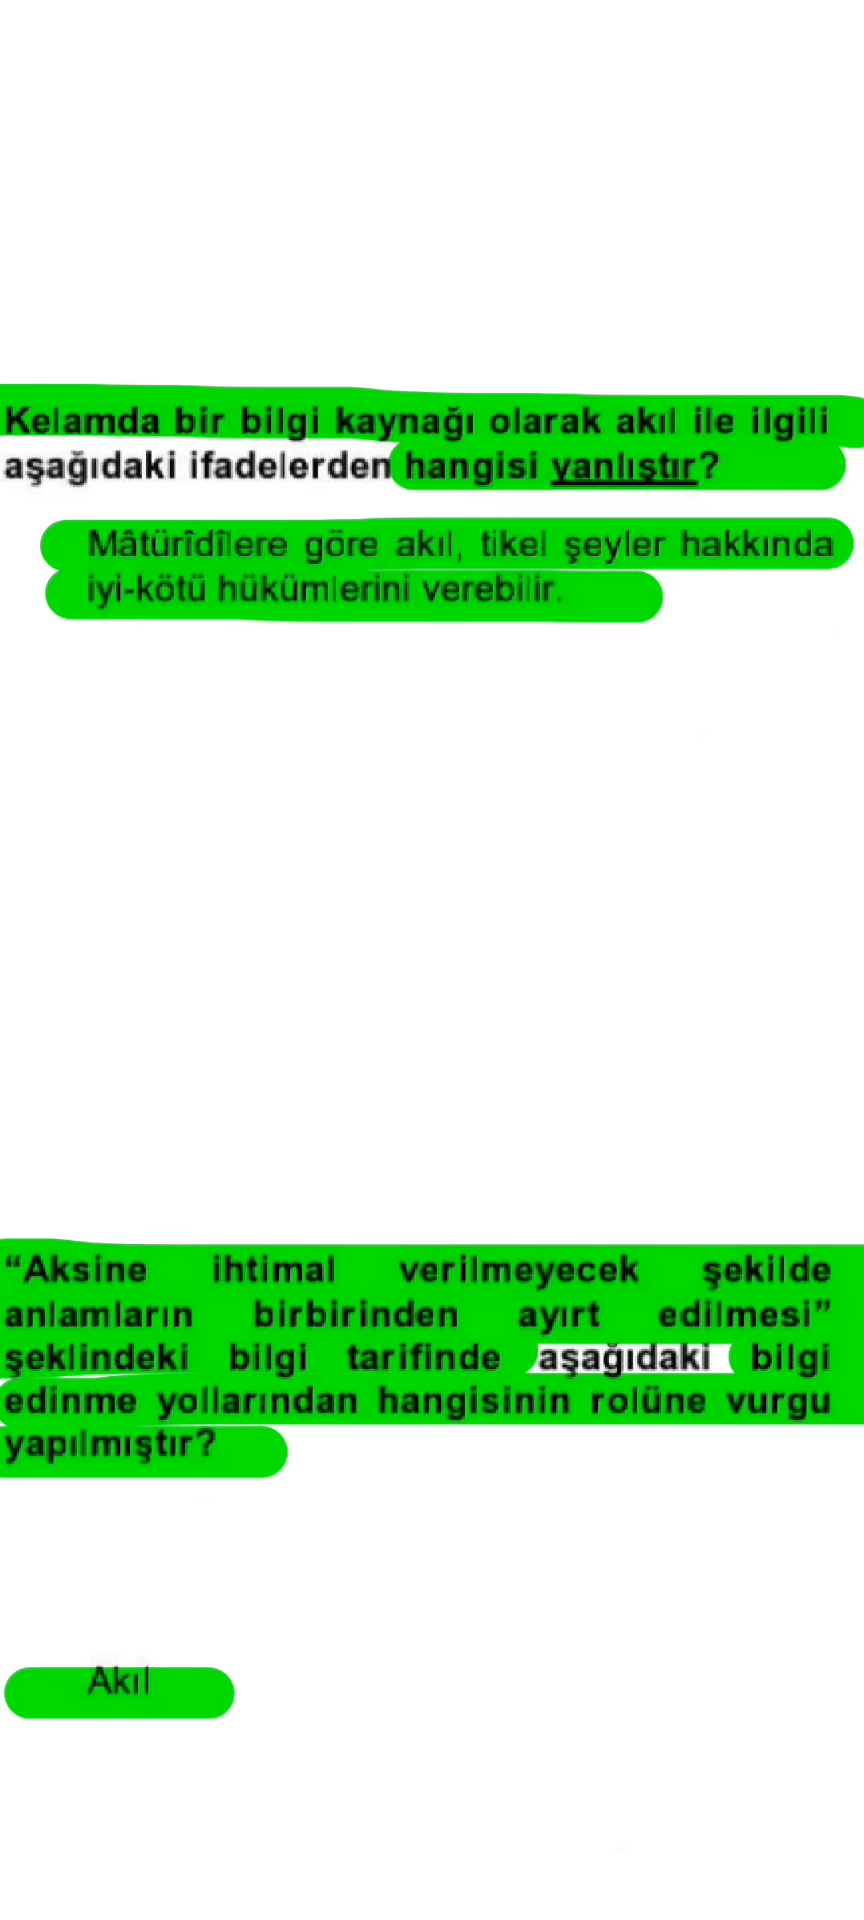 Kelamda bir bilgi kaynağı olarak akıl ile ilgili
aşağıdaki ifadelerden hangisi yanlıştır?
Mâtürîdîlere göre akıl, tikel şeyler hakkında
iyi-kötü hükümlerini verebilir.
“Aksine ihtimal verilmeyecek şekilde
anlamların birbirinden ayırt edilmesi”
şeklindeki bilgi tarifinde aşağıdaki bilgi
edinme yollarından hangisinin rolüne vurgu
yapılmıştır?
Akıl